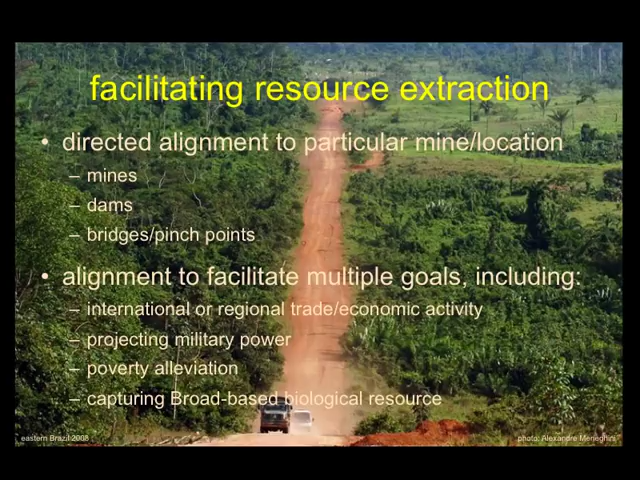 facilitating resource extraction
• directed alignment to particular mine/location
– mines
– dams
– bridges/pinch points
• alignment to facilitate multiple goals, including:
– international or regional trade/economic activity
– projecting military power
– poverty alleviation
– capturing Broad-based biological resource
eastern Brazil 2008
photo: Alexandre Meneghini